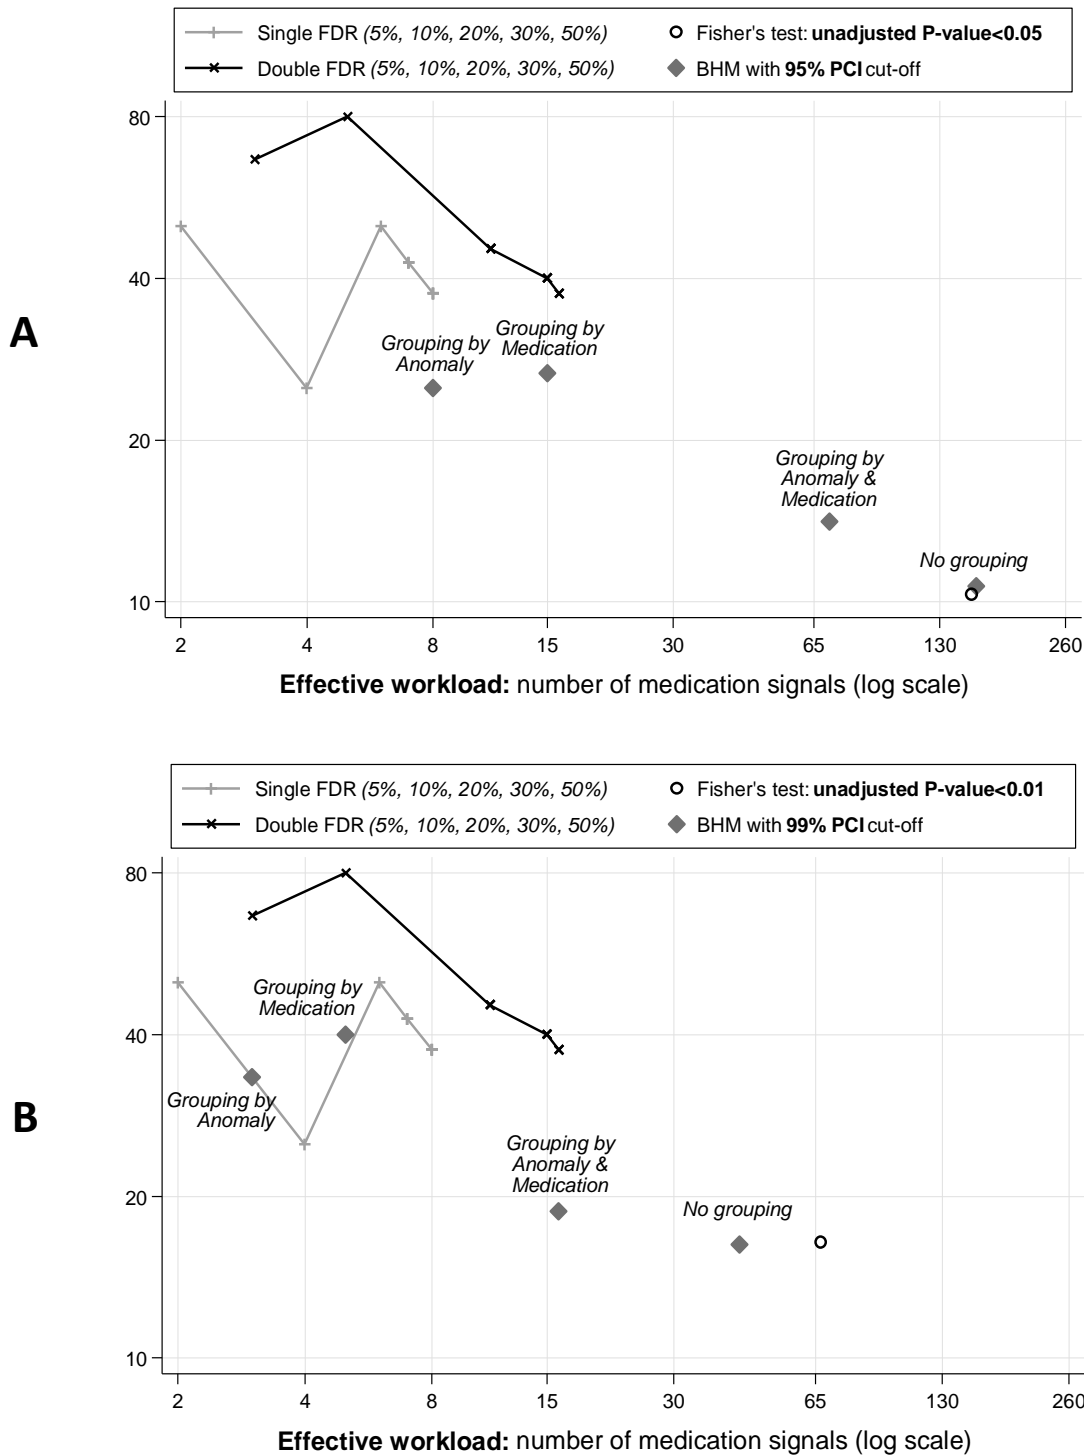 Single FDR (5%, 10%, 20%, 30%, 50%)
Fisher's test: unadjusted P-value<0.05
Double FDR (5%, 10%, 20%, 30%, 50%)
BHM with 95% PCI cut-off
80
40
20
10
A
Grouping by
Anomaly
Grouping by
Medication
Grouping by
Anomaly &
Medication
No grouping
2 4 8 15 30 65 130 260
Effective workload: number of medication signals (log scale)
Single FDR (5%, 10%, 20%, 30%, 50%)
Fisher's test: unadjusted P-value<0.01
Double FDR (5%, 10%, 20%, 30%, 50%)
BHM with 99% PCI cut-off
80
40
20
10
B
Grouping by
Medication
Grouping by
Anomaly
Grouping by
Anomaly &
Medication
No grouping
2 4 8 15 30 65 130 260
Effective workload: number of medication signals (log scale)